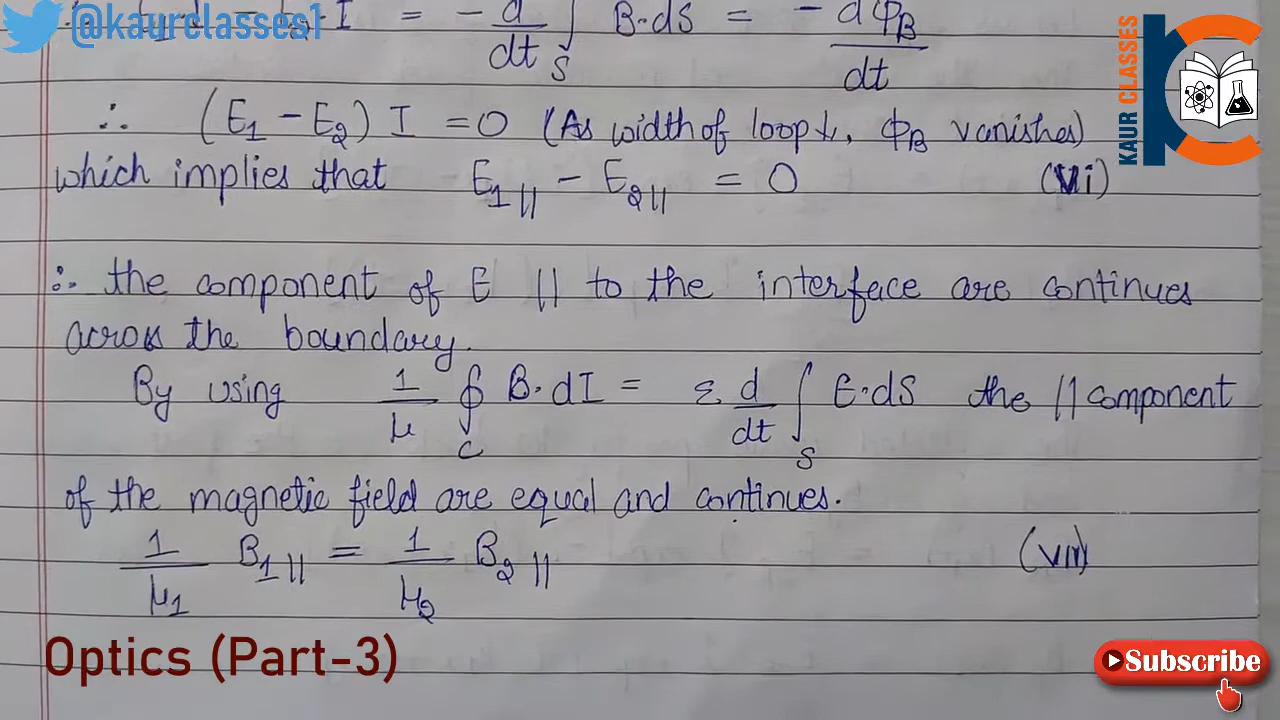 @kaurclasses1
I = - d/dt ∫S B·dS = - dΦB/dt
∴ (E1 - E2) I = 0 (As width of loop ↓, ΦB vanishes)
which implies that E1|| - E2|| = 0 (vi)
∴ the component of E || to the interface are continues
across the boundary.
By using 1/μ ∮C B·dI = ε d/dt ∫S E·dS the || component
of the magnetic field are equal and continues.
1/μ1 B1|| = 1/μ2 B2|| (vii)
KAUR CLASSES
Optics (Part-3)
Subscribe